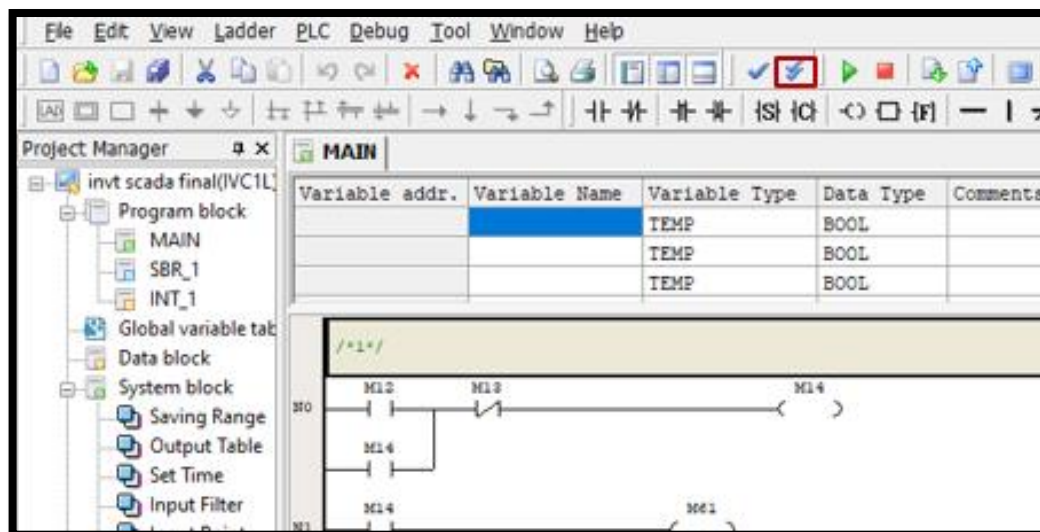 File Edit View Ladder PLC Debug Tool Window Help
LAD S C F
Project Manager
MAIN
invt scada final(IVC1L)
Variable addr. Variable Name Variable Type Data Type Comments
Program block
TEMP BOOL
MAIN
TEMP BOOL
SBR_1
TEMP BOOL
INT_1
Global variable tab
/*1*/
Data block
System block
M12 M13 M14
N0
Saving Range
Output Table
M14
Set Time
Input Filter
M14 M61
N1